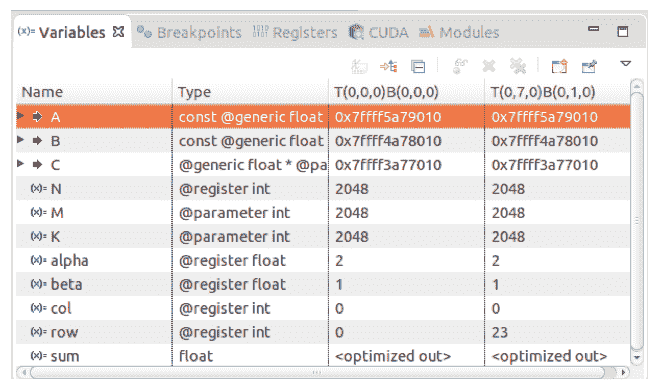 (x)= Variables Breakpoints Registers CUDA Modules
Name Type T(0,0,0)B(0,0,0) T(0,7,0)B(0,1,0)
A const @generic float 0x7ffff5a79010 0x7ffff5a79010
B const @generic float 0x7ffff4a78010 0x7ffff4a78010
C @generic float * @pa 0x7ffff3a77010 0x7ffff3a77010
(x)= N @register int 2048 2048
(x)= M @parameter int 2048 2048
(x)= K @parameter int 2048 2048
(x)= alpha @register float 2 2
(x)= beta @register float 1 1
(x)= col @register int 0 0
(x)= row @register int 0 23
(x)= sum float <optimized out> <optimized out>